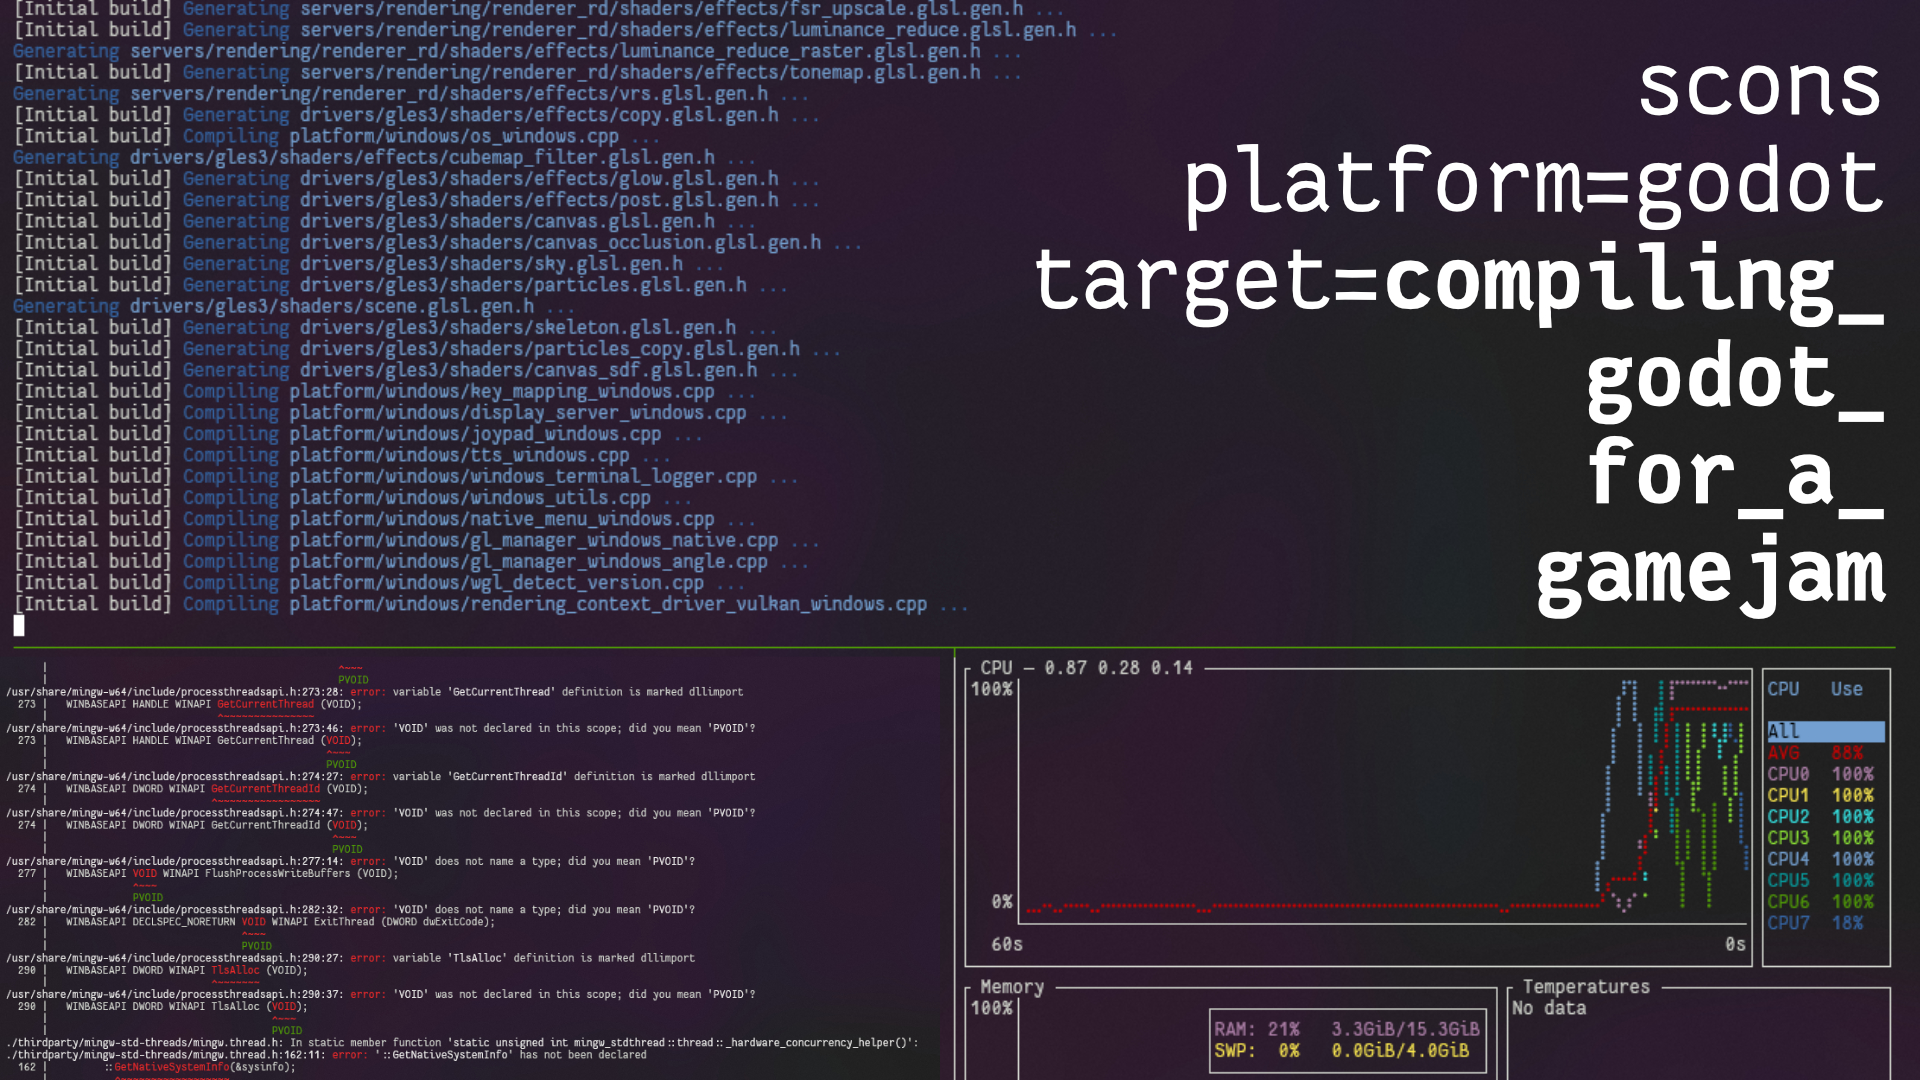 [Initial build] Generating servers/rendering/renderer_rd/shaders/effects/fsr_upscale.glsl.gen.h ...
[Initial build] Generating servers/rendering/renderer_rd/shaders/effects/luminance_reduce.glsl.gen.h ...
Generating servers/rendering/renderer_rd/shaders/effects/luminance_reduce_raster.glsl.gen.h ...
[Initial build] Generating servers/rendering/renderer_rd/shaders/effects/tonemap.glsl.gen.h ...
Generating servers/rendering/renderer_rd/shaders/effects/vrs.glsl.gen.h ...
[Initial build] Generating drivers/gles3/shaders/effects/copy.glsl.gen.h ...
[Initial build] Compiling platform/windows/os_windows.cpp ...
Generating drivers/gles3/shaders/effects/cubemap_filter.glsl.gen.h ...
[Initial build] Generating drivers/gles3/shaders/effects/glow.glsl.gen.h ...
[Initial build] Generating drivers/gles3/shaders/effects/post.glsl.gen.h ...
[Initial build] Generating drivers/gles3/shaders/canvas.glsl.gen.h ...
[Initial build] Generating drivers/gles3/shaders/canvas_occlusion.glsl.gen.h ...
[Initial build] Generating drivers/gles3/shaders/sky.glsl.gen.h ...
[Initial build] Generating drivers/gles3/shaders/particles.glsl.gen.h ...
Generating drivers/gles3/shaders/scene.glsl.gen.h ...
[Initial build] Generating drivers/gles3/shaders/skeleton.glsl.gen.h ...
[Initial build] Generating drivers/gles3/shaders/particles_copy.glsl.gen.h ...
[Initial build] Generating drivers/gles3/shaders/canvas_sdf.glsl.gen.h ...
[Initial build] Compiling platform/windows/key_mapping_windows.cpp ...
[Initial build] Compiling platform/windows/display_server_windows.cpp ...
[Initial build] Compiling platform/windows/joypad_windows.cpp ...
[Initial build] Compiling platform/windows/tts_windows.cpp ...
[Initial build] Compiling platform/windows/windows_terminal_logger.cpp ...
[Initial build] Compiling platform/windows/windows_utils.cpp ...
[Initial build] Compiling platform/windows/native_menu_windows.cpp ...
[Initial build] Compiling platform/windows/gl_manager_windows_native.cpp ...
[Initial build] Compiling platform/windows/gl_manager_windows_angle.cpp ...
[Initial build] Compiling platform/windows/wgl_detect_version.cpp ...
[Initial build] Compiling platform/windows/rendering_context_driver_vulkan_windows.cpp ...
scons
platform=godot
target=compiling_
godot_
for_a_
gamejam
| ^~~~
| PVOID
/usr/share/mingw-w64/include/processthreadsapi.h:273:28: error: variable 'GetCurrentThread' definition is marked dllimport
273 | WINBASEAPI HANDLE WINAPI GetCurrentThread (VOID);
| ^~~~~~~~~~~~~~~~
/usr/share/mingw-w64/include/processthreadsapi.h:273:46: error: 'VOID' was not declared in this scope; did you mean 'PVOID'?
273 | WINBASEAPI HANDLE WINAPI GetCurrentThread (VOID);
| ^~~~
| PVOID
/usr/share/mingw-w64/include/processthreadsapi.h:274:27: error: variable 'GetCurrentThreadId' definition is marked dllimport
274 | WINBASEAPI DWORD WINAPI GetCurrentThreadId (VOID);
| ^~~~~~~~~~~~~~~~~~
/usr/share/mingw-w64/include/processthreadsapi.h:274:47: error: 'VOID' was not declared in this scope; did you mean 'PVOID'?
274 | WINBASEAPI DWORD WINAPI GetCurrentThreadId (VOID);
| ^~~~
| PVOID
/usr/share/mingw-w64/include/processthreadsapi.h:277:14: error: 'VOID' does not name a type; did you mean 'PVOID'?
277 | WINBASEAPI VOID WINAPI FlushProcessWriteBuffers (VOID);
| ^~~~
| PVOID
/usr/share/mingw-w64/include/processthreadsapi.h:282:32: error: 'VOID' does not name a type; did you mean 'PVOID'?
282 | WINBASEAPI DECLSPEC_NORETURN VOID WINAPI ExitThread (DWORD dwExitCode);
| ^~~~
| PVOID
/usr/share/mingw-w64/include/processthreadsapi.h:290:27: error: variable 'TlsAlloc' definition is marked dllimport
290 | WINBASEAPI DWORD WINAPI TlsAlloc (VOID);
| ^~~~~~~~
/usr/share/mingw-w64/include/processthreadsapi.h:290:37: error: 'VOID' was not declared in this scope; did you mean 'PVOID'?
290 | WINBASEAPI DWORD WINAPI TlsAlloc (VOID);
| ^~~~
| PVOID
./thirdparty/mingw-std-threads/mingw.thread.h: In static member function 'static unsigned int mingw_stdthread::thread::_hardware_concurrency_helper()':
./thirdparty/mingw-std-threads/mingw.thread.h:162:11: error: '::GetNativeSystemInfo' has not been declared
162 | ::GetNativeSystemInfo(&sysinfo);
CPU — 0.87 0.28 0.14
100%
0%
60s 0s
CPU Use
All
AVG 88%
CPU0 100%
CPU1 100%
CPU2 100%
CPU3 100%
CPU4 100%
CPU5 100%
CPU6 100%
CPU7 18%
Memory
100%
RAM: 21% 3.3GiB/15.3GiB
SWP: 0% 0.0GiB/4.0GiB
Temperatures
No data